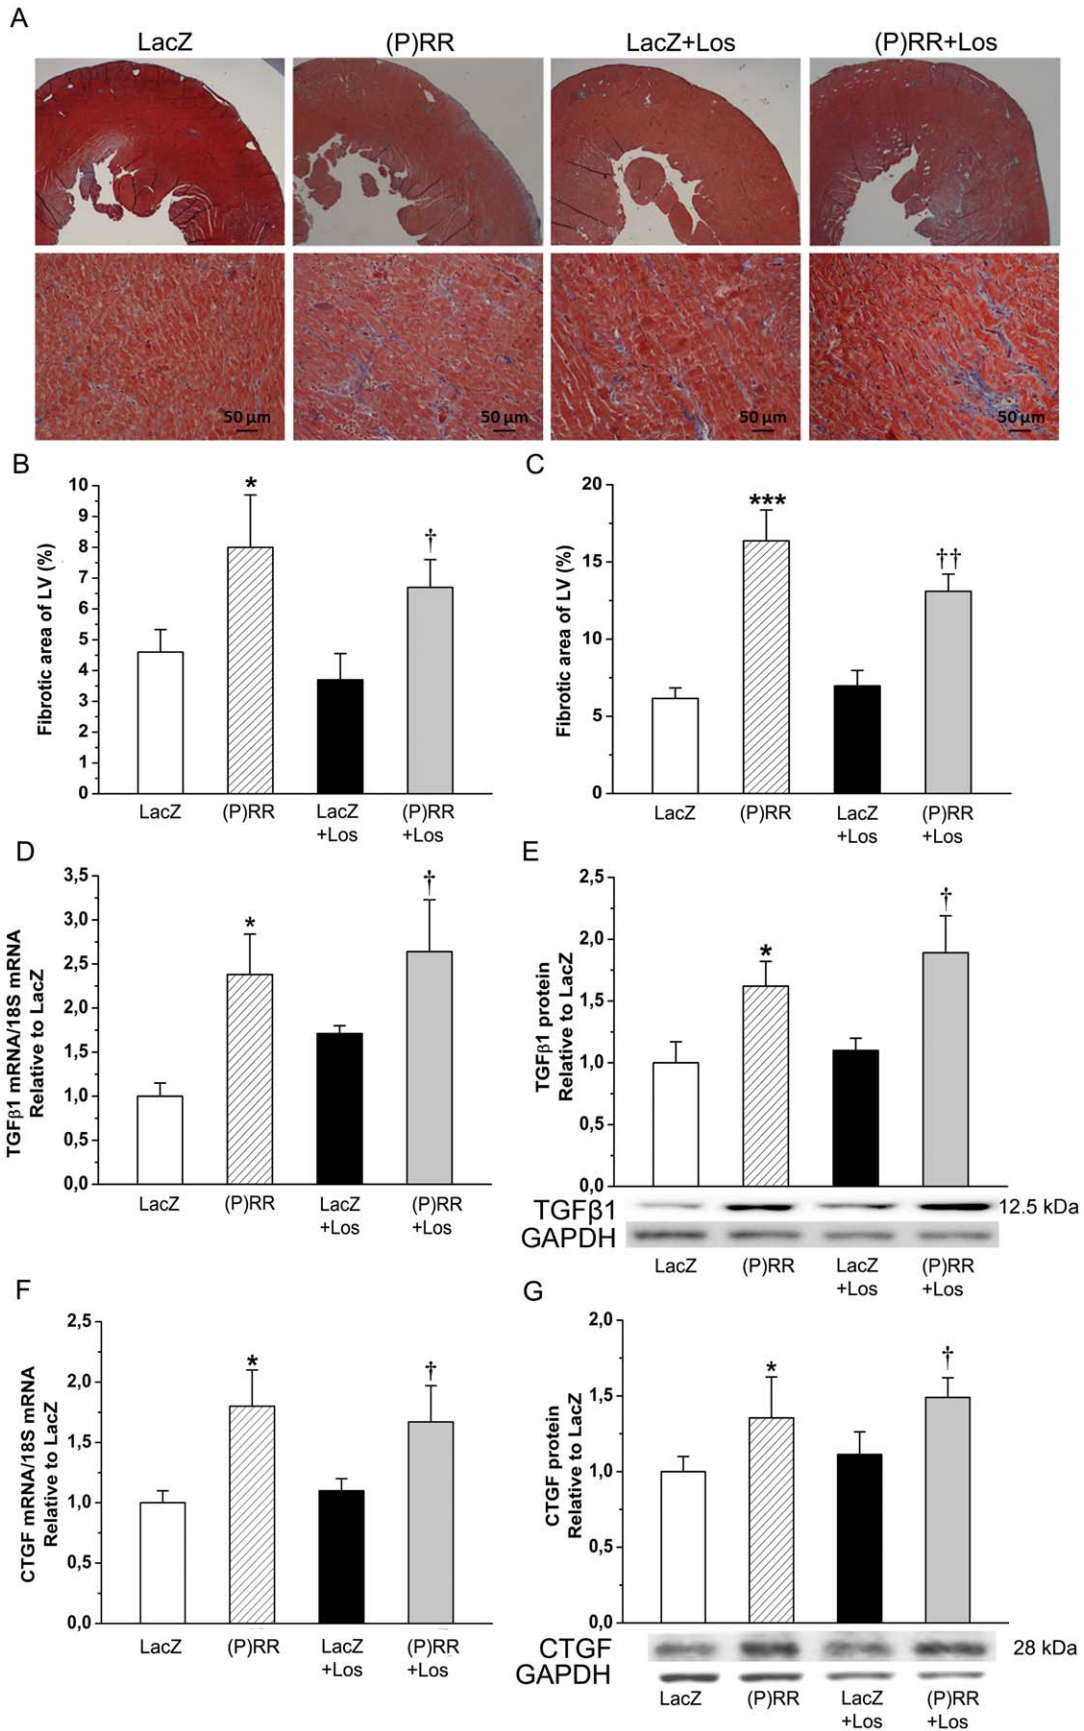 A
LacZ (P)RR LacZ+Los (P)RR+Los
50 µm 50 µm 50 µm 50 µm
B
Fibrotic area of LV (%)
10
9
8
7
6
5
4
3
2
1
0
*
†
LacZ (P)RR LacZ (P)RR
+Los +Los
C
Fibrotic area of LV (%)
20
15
10
5
0
***
††
LacZ (P)RR LacZ (P)RR
+Los +Los
D
TGFβ1 mRNA/18S mRNA
Relative to LacZ
3,5
3,0
2,5
2,0
1,5
1,0
0,5
0,0
*
†
LacZ (P)RR LacZ (P)RR
+Los +Los
E
TGFβ1 protein
Relative to LacZ
2,5
2,0
1,5
1,0
0,5
0,0
*
†
TGFβ1 12.5 kDa
GAPDH
LacZ (P)RR LacZ (P)RR
+Los +Los
F
CTGF mRNA/18S mRNA
Relative to LacZ
2,5
2,0
1,5
1,0
0,5
0,0
*
†
LacZ (P)RR LacZ (P)RR
+Los +Los
G
CTGF protein
Relative to LacZ
2,0
1,5
1,0
0,5
0,0
*
†
CTGF 28 kDa
GAPDH
LacZ (P)RR LacZ (P)RR
+Los +Los